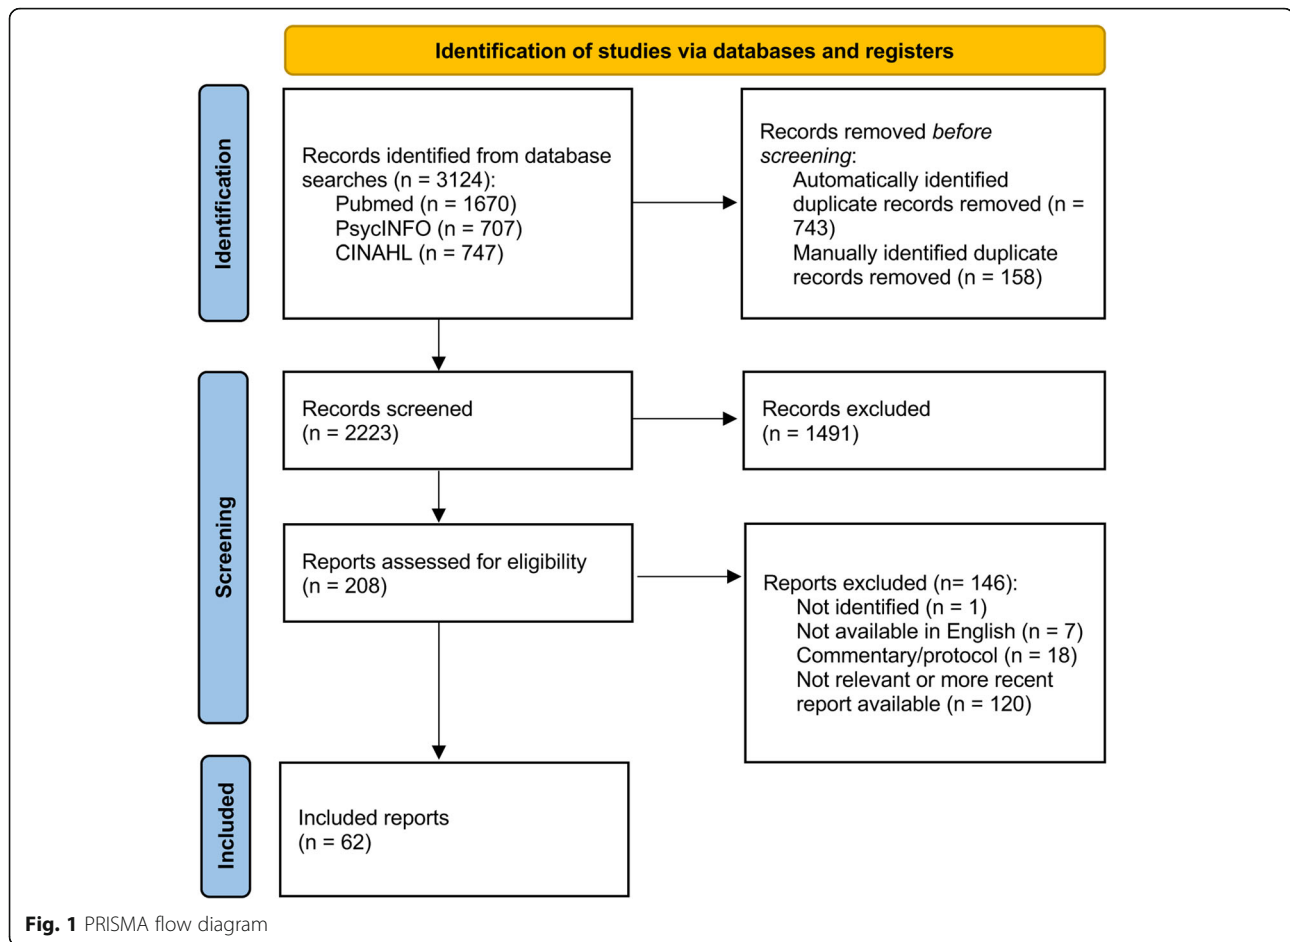 Identification of studies via databases and registers
Identification
Records identified from database
searches (n = 3124):
Pubmed (n = 1670)
PsycINFO (n = 707)
CINAHL (n = 747)
Records removed before
screening:
Automatically identified
duplicate records removed (n =
743)
Manually identified duplicate
records removed (n = 158)
Screening
Records screened
(n = 2223)
Records excluded
(n = 1491)
Reports assessed for eligibility
(n = 208)
Reports excluded (n= 146):
Not identified (n = 1)
Not available in English (n = 7)
Commentary/protocol (n = 18)
Not relevant or more recent
report available (n = 120)
Included
Included reports
(n = 62)
Fig. 1 PRISMA flow diagram